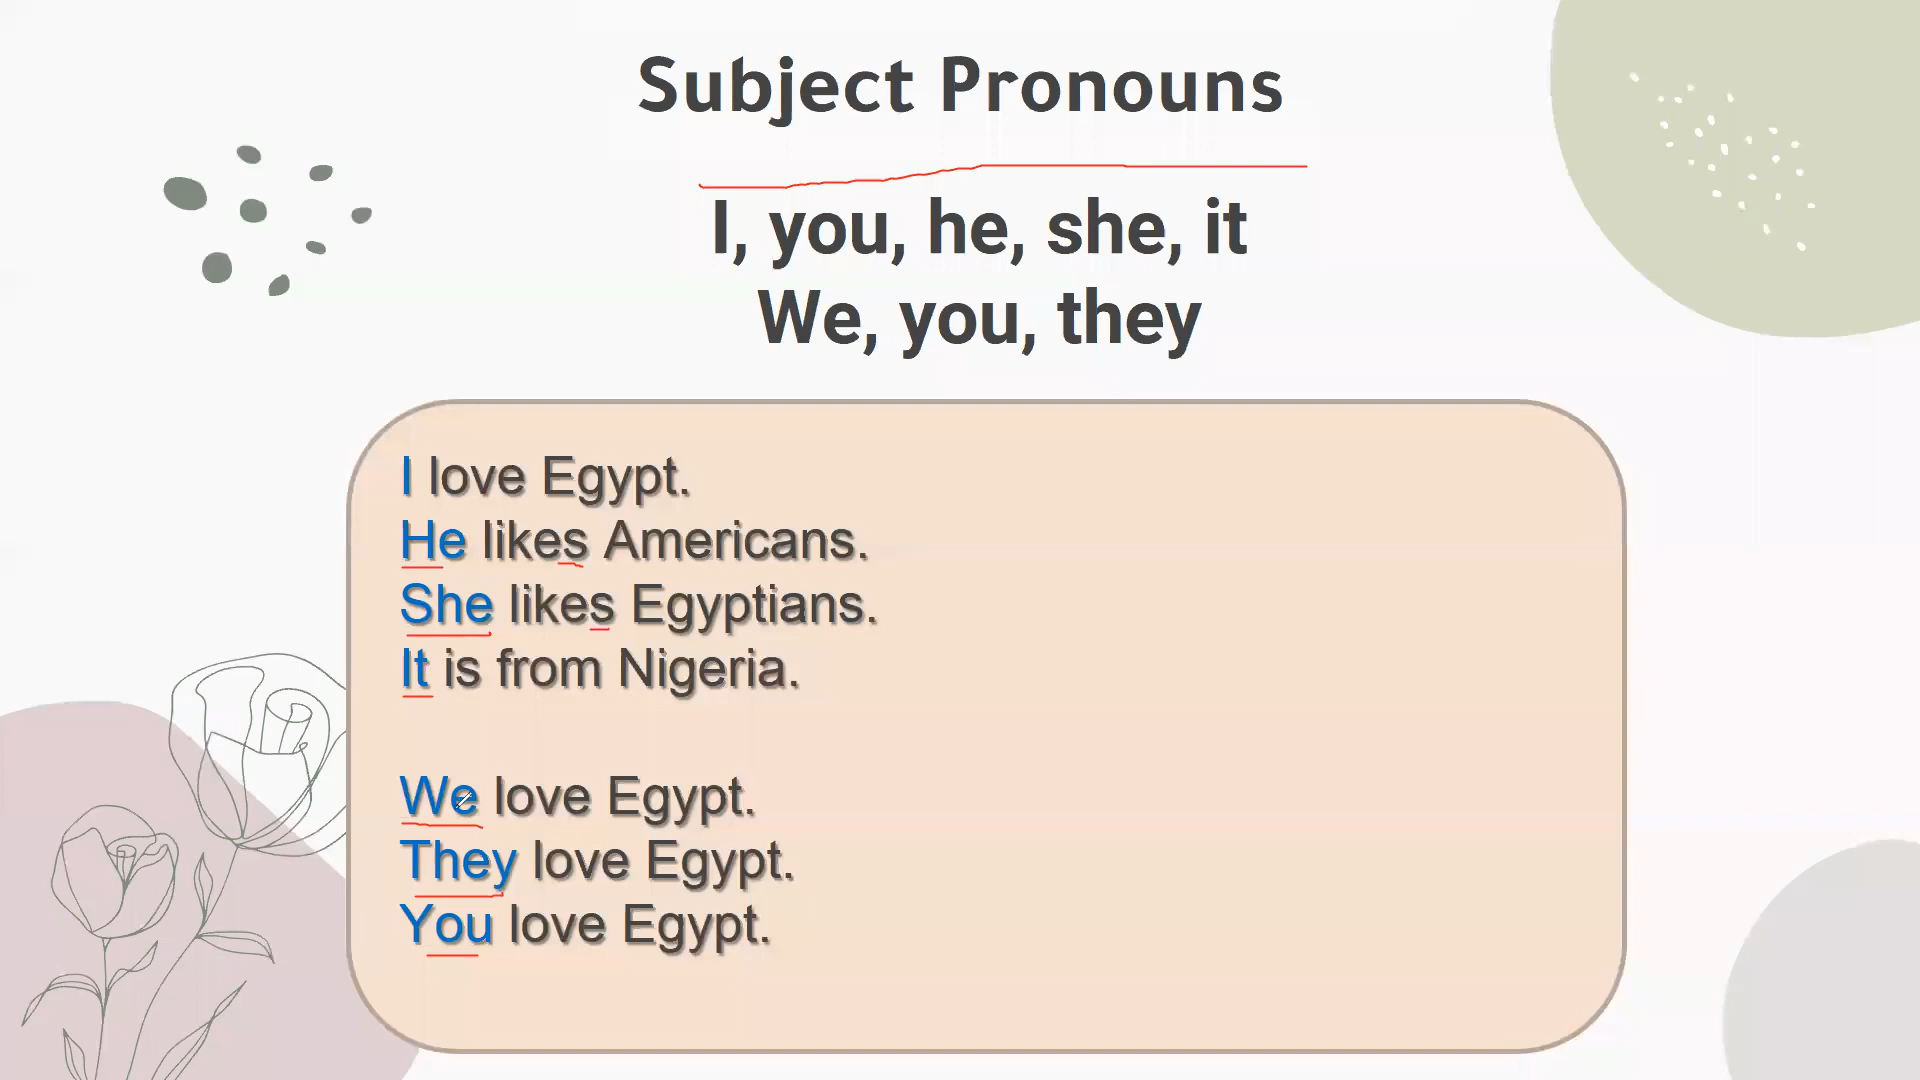 Subject Pronouns
I, you, he, she, it
We, you, they
I love Egypt.
He likes Americans.
She likes Egyptians.
It is from Nigeria.
We love Egypt.
They love Egypt.
You love Egypt.